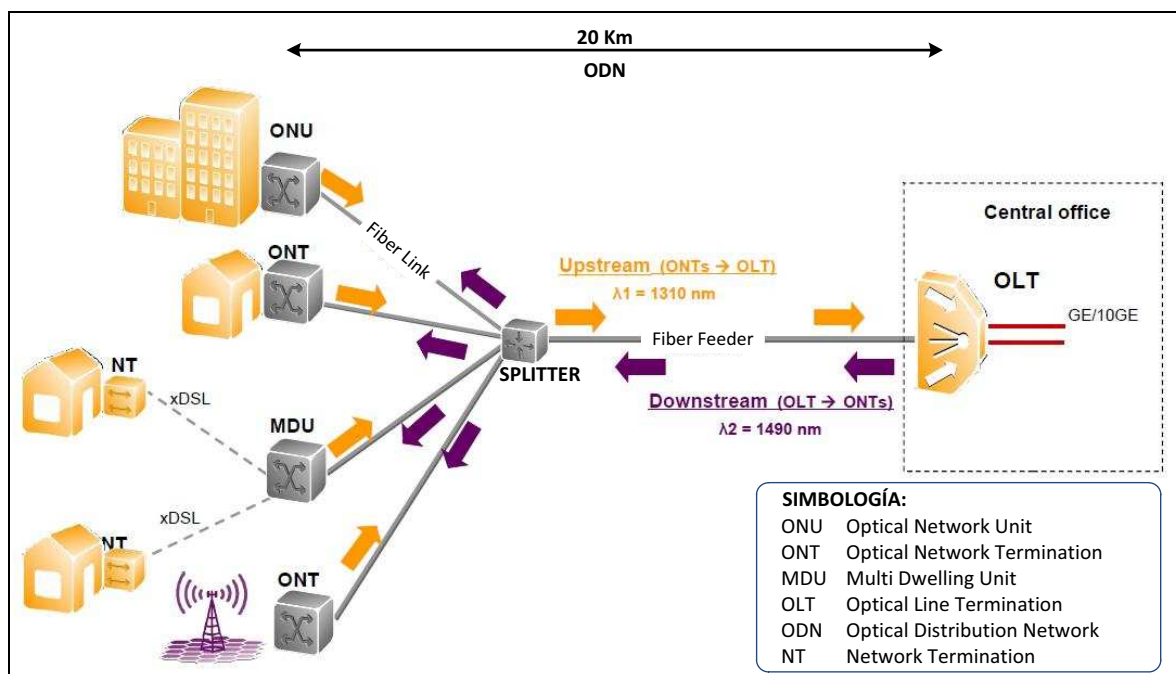 20 Km
ODN
ONU
Fiber Link
ONT
Central office
Upstream (ONTs → OLT)
λ1 = 1310 nm
OLT
GE/10GE
Fiber Feeder
SPLITTER
NT
xDSL
Downstream (OLT → ONTs)
λ2 = 1490 nm
MDU
xDSL
NT
ONT
SIMBOLOGÍA:
ONU Optical Network Unit
ONT Optical Network Termination
MDU Multi Dwelling Unit
OLT Optical Line Termination
ODN Optical Distribution Network
NT Network Termination